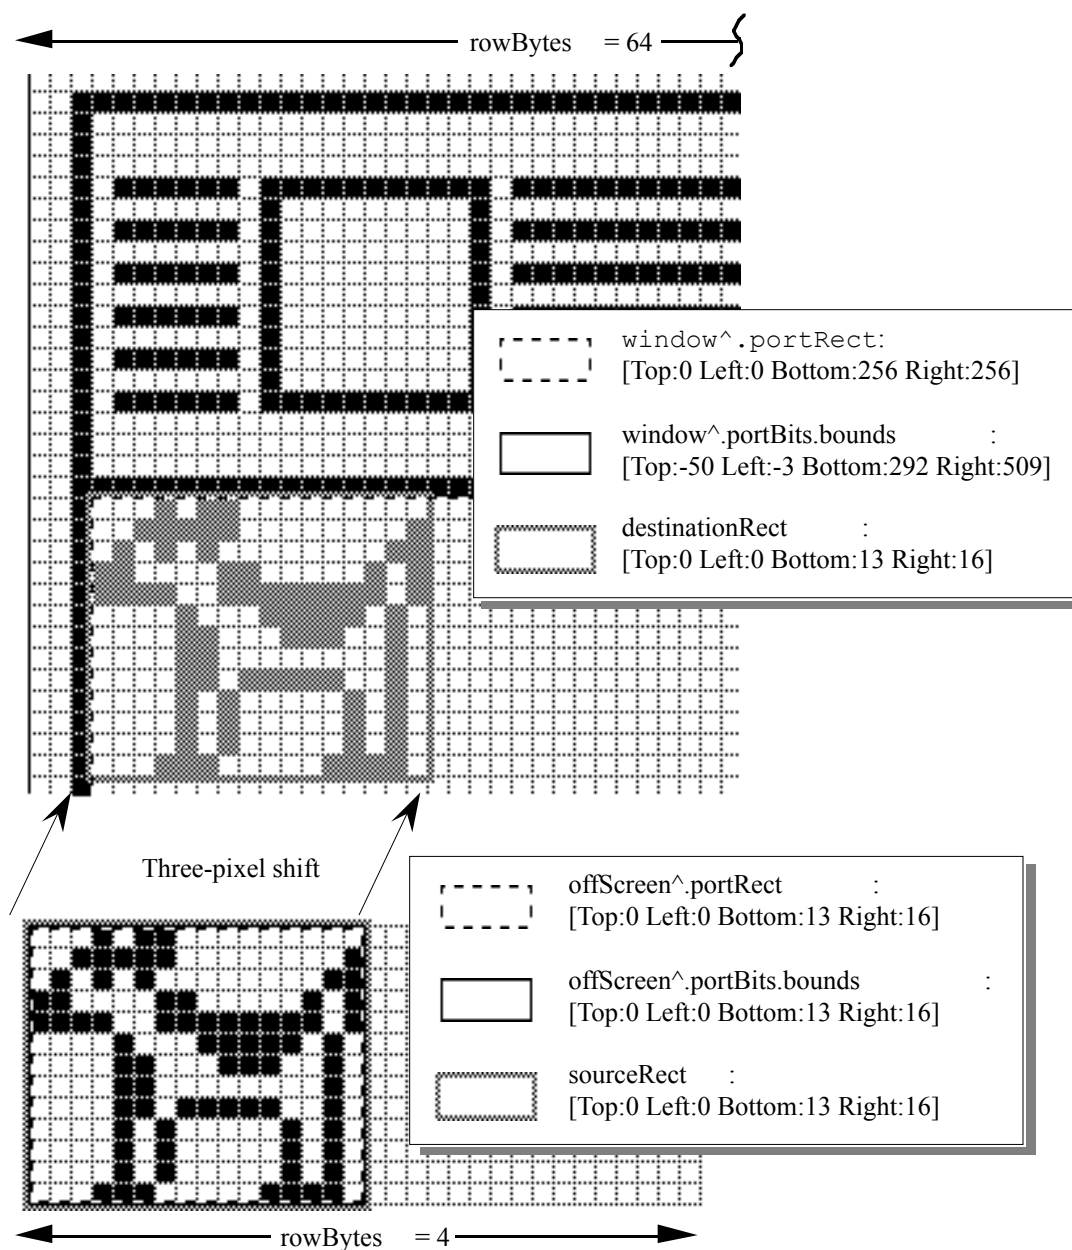 rowBytes = 64
window^.portRect:
[Top:0 Left:0 Bottom:256 Right:256]
window^.portBits.bounds :
[Top:-50 Left:-3 Bottom:292 Right:509]
destinationRect :
[Top:0 Left:0 Bottom:13 Right:16]
Three-pixel shift
offScreen^.portRect :
[Top:0 Left:0 Bottom:13 Right:16]
offScreen^.portBits.bounds :
[Top:0 Left:0 Bottom:13 Right:16]
sourceRect :
[Top:0 Left:0 Bottom:13 Right:16]
rowBytes = 4